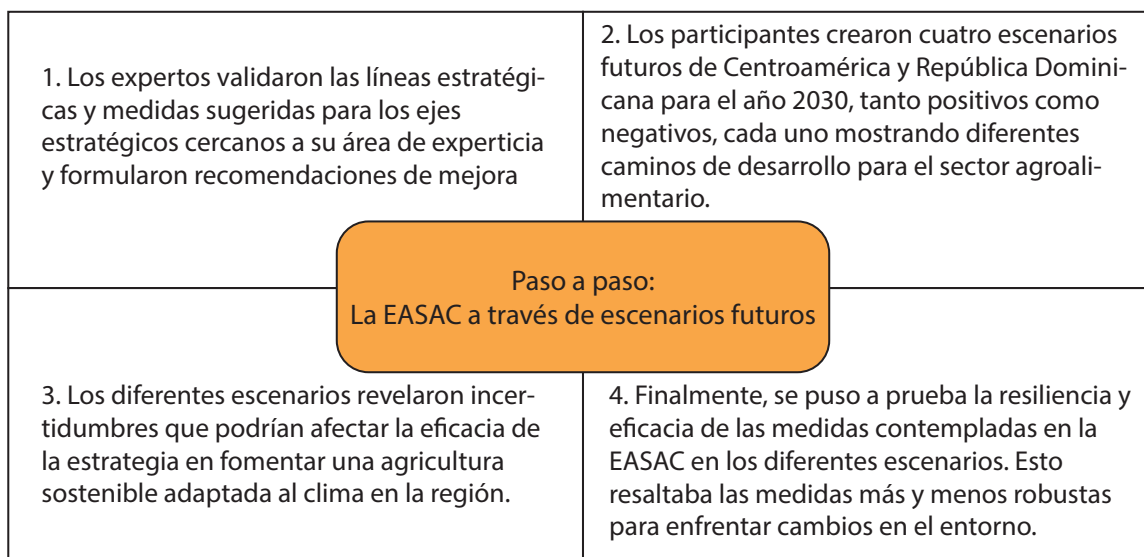 1. Los expertos validaron las líneas estratégi-
cas y medidas sugeridas para los ejes
estratégicos cercanos a su área de experticia
y formularon recomendaciones de mejora
2. Los participantes crearon cuatro escenarios
futuros de Centroamérica y República Domini-
cana para el año 2030, tanto positivos como
negativos, cada uno mostrando diferentes
caminos de desarrollo para el sector agroali-
mentario.
Paso a paso:
La EASAC a través de escenarios futuros
3. Los diferentes escenarios revelaron incer-
tidumbres que podrían afectar la eficacia de
la estrategia en fomentar una agricultura
sostenible adaptada al clima en la región.
4. Finalmente, se puso a prueba la resiliencia y
eficacia de las medidas contempladas en la
EASAC en los diferentes escenarios. Esto
resaltaba las medidas más y menos robustas
para enfrentar cambios en el entorno.